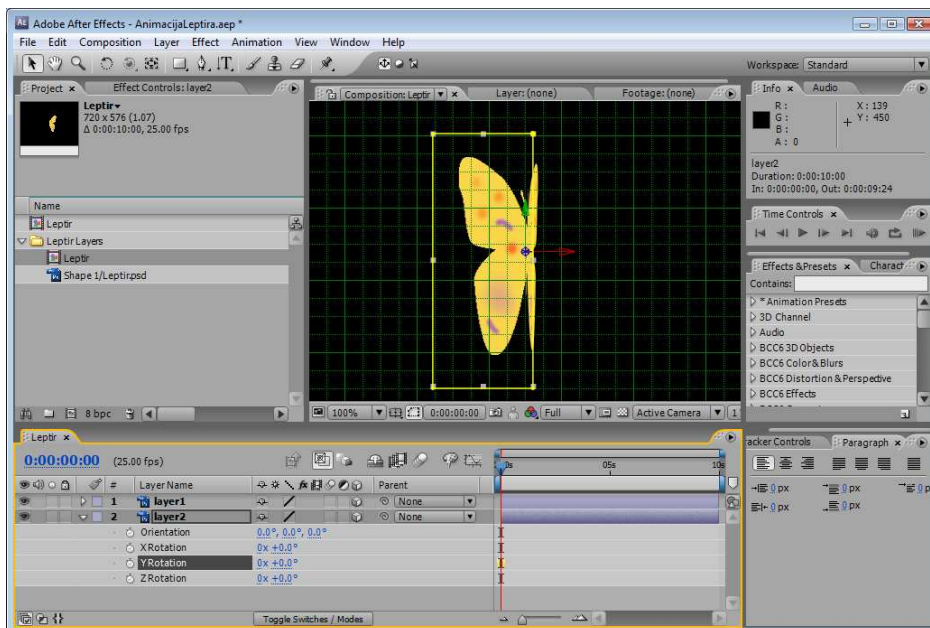 Adobe After Effects - AnimacijaLeptira.aep *
File Edit Composition Layer Effect Animation View Window Help
Workspace: Standard
Project × Effect Controls: layer2
Leptir
720 x 576 (1.07)
Δ 0:00:10:00, 25.00 fps
Name
Leptir
Leptir Layers
Leptir
Shape 1/Leptir.psd
8 bpc
Composition: Leptir × Layer: (none) Footage: (none)
100% 0:00:00:00 Full Active Camera 1
Info × Audio
R : X : 139
G : Y : 450
B :
A : 0
layer2
Duration: 0:00:10:00
In: 0:00:00:00, Out: 0:00:09:24
Time Controls ×
Effects & Presets × Charact
Contains:
* Animation Presets
3D Channel
Audio
BCC6 3D Objects
BCC6 Color & Blurs
BCC6 Distortion & Perspective
BCC6 Effects
Leptir ×
0:00:00:00 (25.00 fps)
0s 05s 10s
# Layer Name Parent
1 layer1 None
2 layer2 None
Orientation 0.0°, 0.0°, 0.0°
X Rotation 0x +0.0°
Y Rotation 0x +0.0°
Z Rotation 0x +0.0°
Toggle Switches / Modes
racker Controls Paragraph ×
0 px 0 px 0 px
0 px 0 px